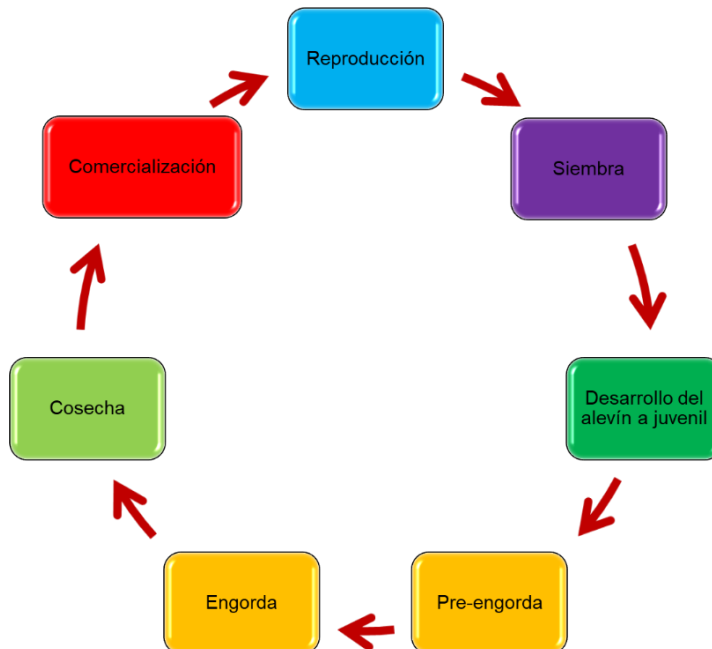 Reproducción
Siembra
Desarrollo del
alevín a juvenil
Pre-engorda
Engorda
Cosecha
Comercialización